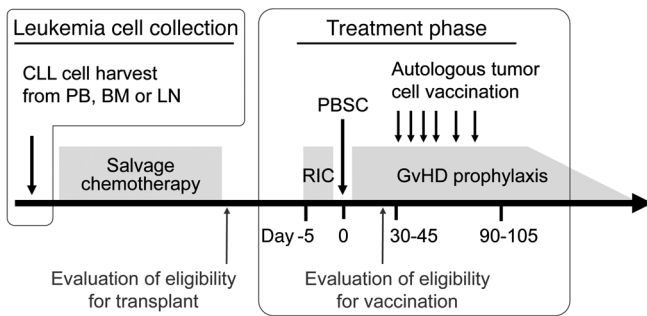 Leukemia cell collection
CLL cell harvest
from PB, BM or LN
Salvage
chemotherapy
Evaluation of eligibility
for transplant
Treatment phase
PBSC
Autologous tumor
cell vaccination
RIC
GvHD prophylaxis
Day -5 0 30-45 90-105
Evaluation of eligibility
for vaccination